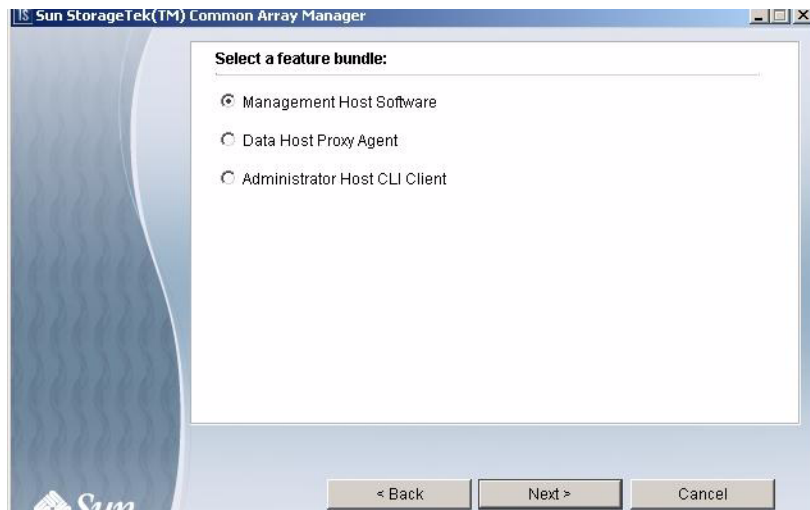 Sun StorageTek(TM) Common Array Manager
Select a feature bundle:
Management Host Software
Data Host Proxy Agent
Administrator Host CLI Client
< Back
Next >
Cancel
Sun